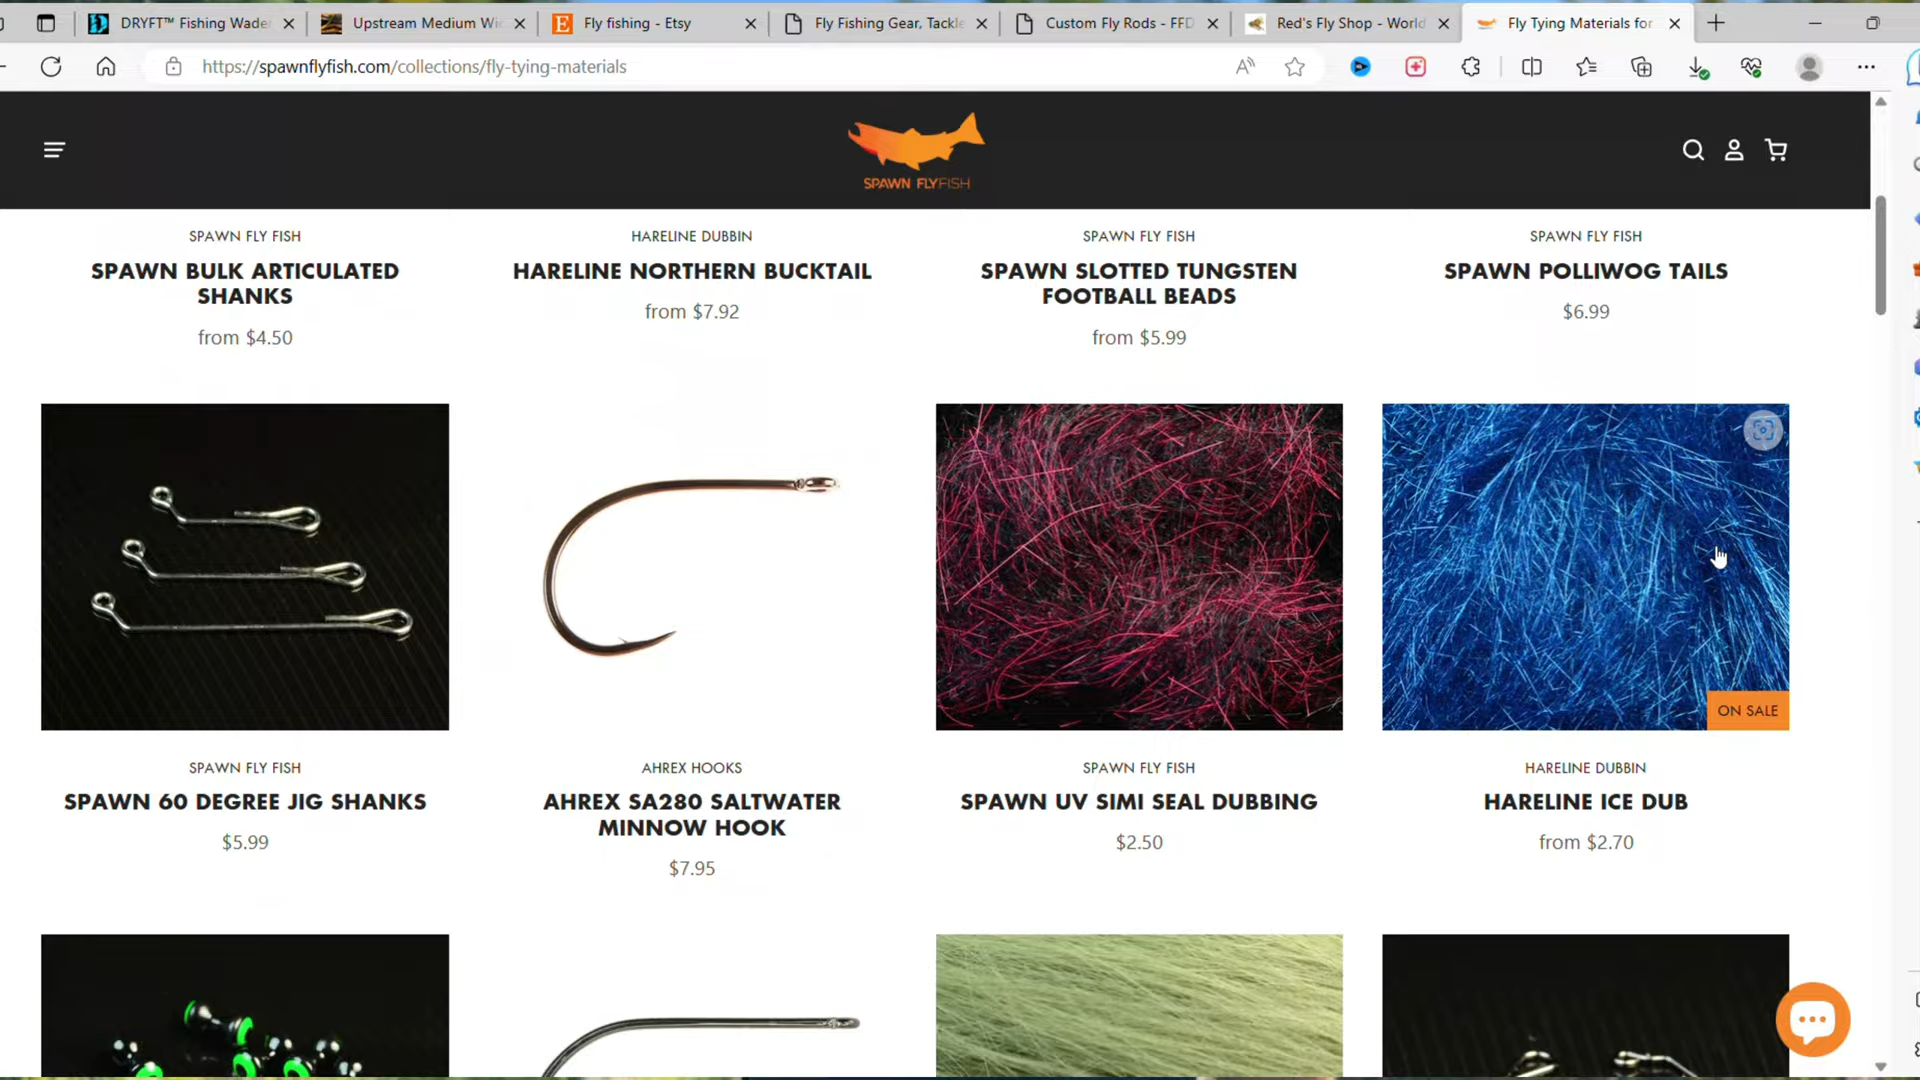 DRYFT™ Fishing Wade
Upstream Medium Wi
Fly fishing - Etsy
Fly Fishing Gear, Tackle
Custom Fly Rods - FFD
Red's Fly Shop - World
Fly Tying Materials for
https://spawnflyfish.com/collections/fly-tying-materials
SPAWN FLYFISH
SPAWN FLY FISH
SPAWN BULK ARTICULATED
SHANKS
from $4.50
HARELINE DUBBIN
HARELINE NORTHERN BUCKTAIL
from $7.92
SPAWN FLY FISH
SPAWN SLOTTED TUNGSTEN
FOOTBALL BEADS
from $5.99
SPAWN FLY FISH
SPAWN POLLIWOG TAILS
$6.99
SPAWN FLY FISH
SPAWN 60 DEGREE JIG SHANKS
$5.99
AHREX HOOKS
AHREX SA280 SALTWATER
MINNOW HOOK
$7.95
SPAWN FLY FISH
SPAWN UV SIMI SEAL DUBBING
$2.50
ON SALE
HARELINE DUBBIN
HARELINE ICE DUB
from $2.70